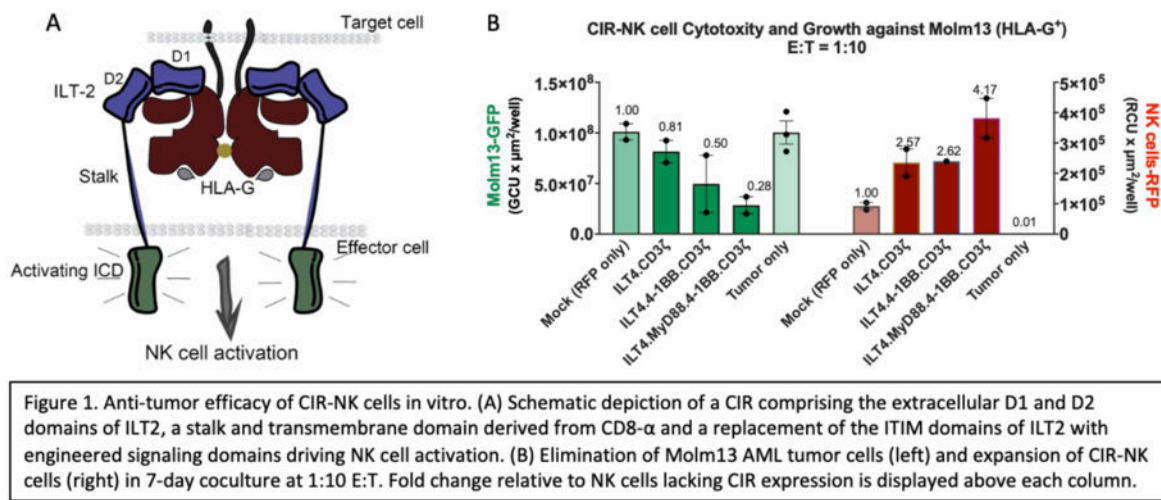 A
Target cell
D1
D2
ILT-2
HLA-G
Stalk
Effector cell
Activating ICD
NK cell activation
B
CIR-NK cell Cytotoxity and Growth against Molm13 (HLA-G⁺)
E:T = 1:10
Molm13-GFP
(GCU x µm²/well)
1.5×10⁸
1.0×10⁸
5.0×10⁷
0.0
1.00
0.81
0.50
0.28
1.00
2.57
2.62
4.17
0.01
5×10⁵
4×10⁵
3×10⁵
2×10⁵
1×10⁵
0
NK cells-RFP
(RCU x µm²/well)
Mock (RFP only)
ILT4.CD3ζ
ILT4.4-1BB.CD3ζ
ILT4.MyD88.4-1BB.CD3ζ
Tumor only
Mock (RFP only)
ILT4.CD3ζ
ILT4.4-1BB.CD3ζ
ILT4.MyD88.4-1BB.CD3ζ
Tumor only
Figure 1. Anti-tumor efficacy of CIR-NK cells in vitro. (A) Schematic depiction of a CIR comprising the extracellular D1 and D2
domains of ILT2, a stalk and transmembrane domain derived from CD8-α and a replacement of the ITIM domains of ILT2 with
engineered signaling domains driving NK cell activation. (B) Elimination of Molm13 AML tumor cells (left) and expansion of CIR-NK
cells (right) in 7-day coculture at 1:10 E:T. Fold change relative to NK cells lacking CIR expression is displayed above each column.